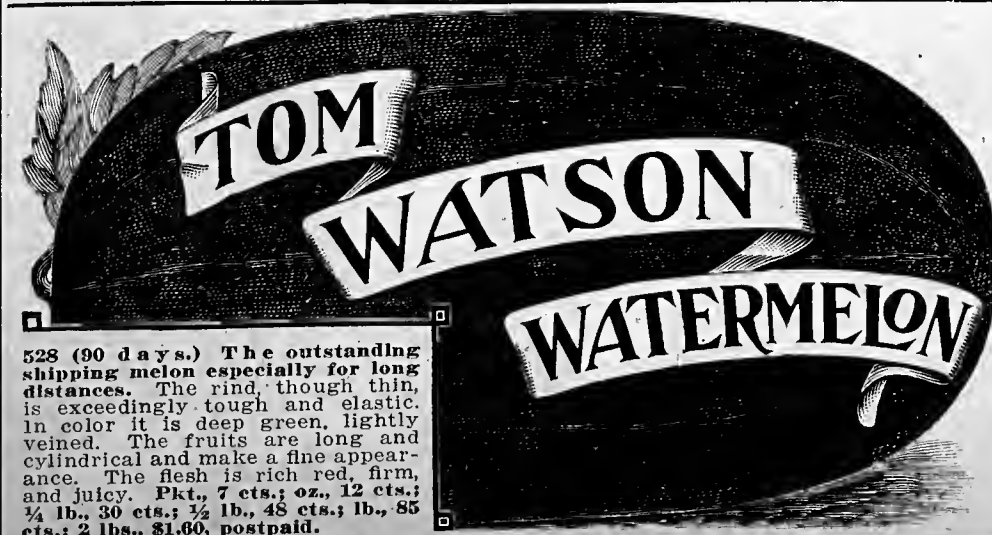 TOM
WATSON
WATERMELON
528 (90 days.) The outstanding
shipping melon especially for long
distances. The rind, though thin,
is exceedingly tough and elastic.
In color it is deep green, lightly
veined. The fruits are long and
cylindrical and make a fine appear-
ance. The flesh is rich red, firm,
and juicy. Pkt., 7 cts.; oz., 12 cts.;
¼ lb., 30 cts.; ½ lb., 48 cts.; lb., 85
cts.; 2 lbs., $1.60, postpaid.